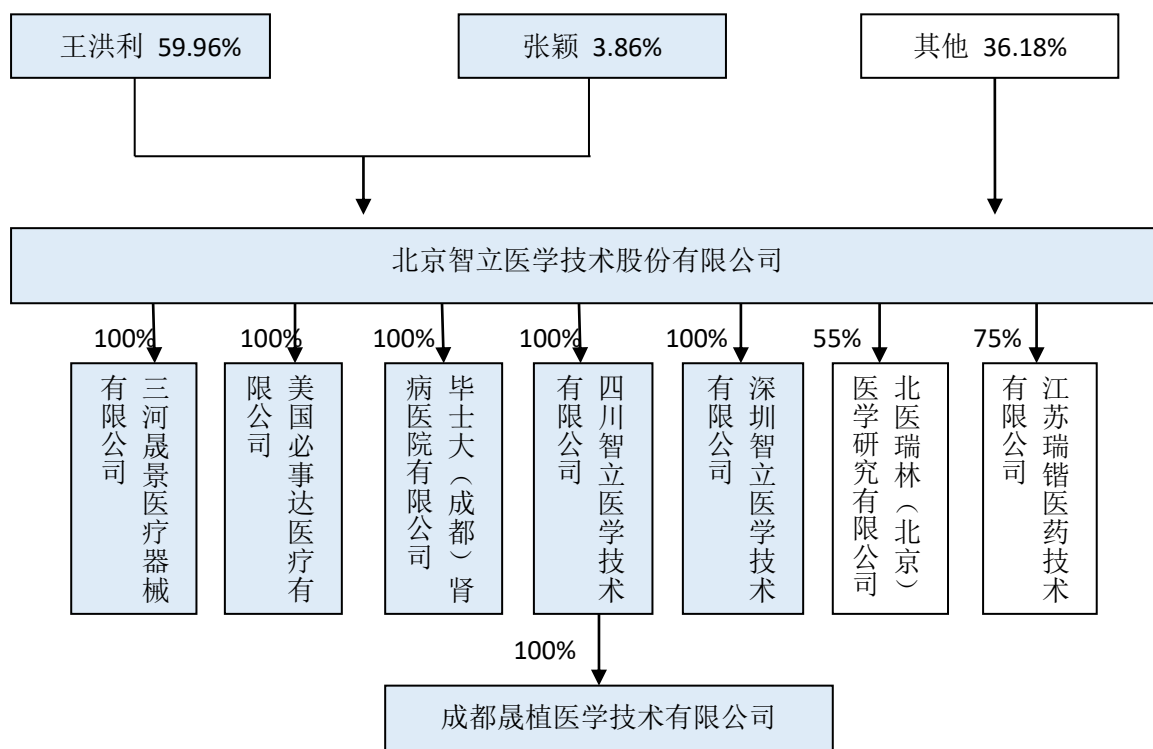 王洪利 59.96%
张颖 3.86%
其他 36.18%
北京智立医学技术股份有限公司
100%
100%
100%
100%
100%
55%
75%
三河晟景医疗器械
有限公司
美国必事达医疗有
限公司
毕士大（成都）肾
病医院有限公司
四川智立医学技术
有限公司
深圳智立医学技术
有限公司
北医瑞林（北京）
医学研究有限公司
江苏瑞锴医药技术
有限公司
100%
成都晟植医学技术有限公司